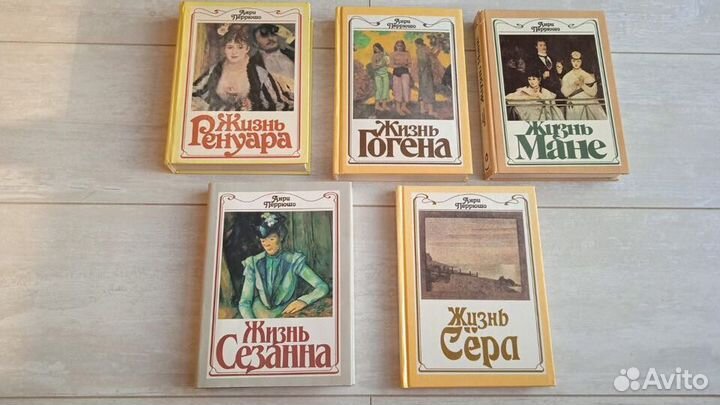 Анри
Перрюшо
Жизнь
Ренуара
Анри
Перрюшо
Жизнь
Гогена
Анри
Перрюшо
Жизнь
Мане
Анри
Перрюшо
Жизнь
Сезанна
Анри
Перрюшо
Жизнь
Сёра
Avito